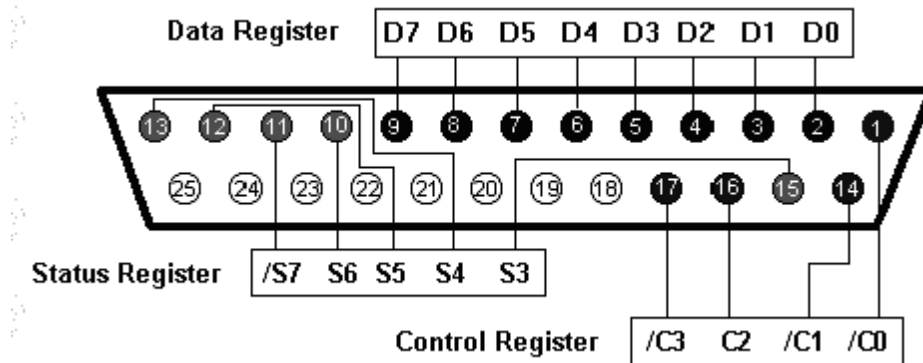 Data Register D7 D6 D5 D4 D3 D2 D1 D0
13 12 11 10 9 8 7 6 5 4 3 2 1
25 24 23 22 21 20 19 18 17 16 15 14
Status Register /S7 S6 S5 S4 S3
Control Register /C3 C2 /C1 /C0